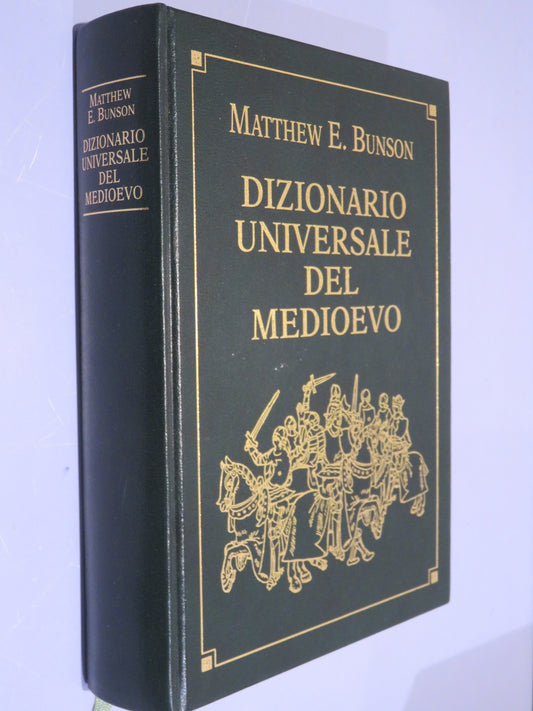 MATTHEW
E. BUNSON
DIZIONARIO
UNIVERSALE
DEL
MEDIOEVO
MATTHEW E. BUNSON
DIZIONARIO
UNIVERSALE
DEL
MEDIOEVO